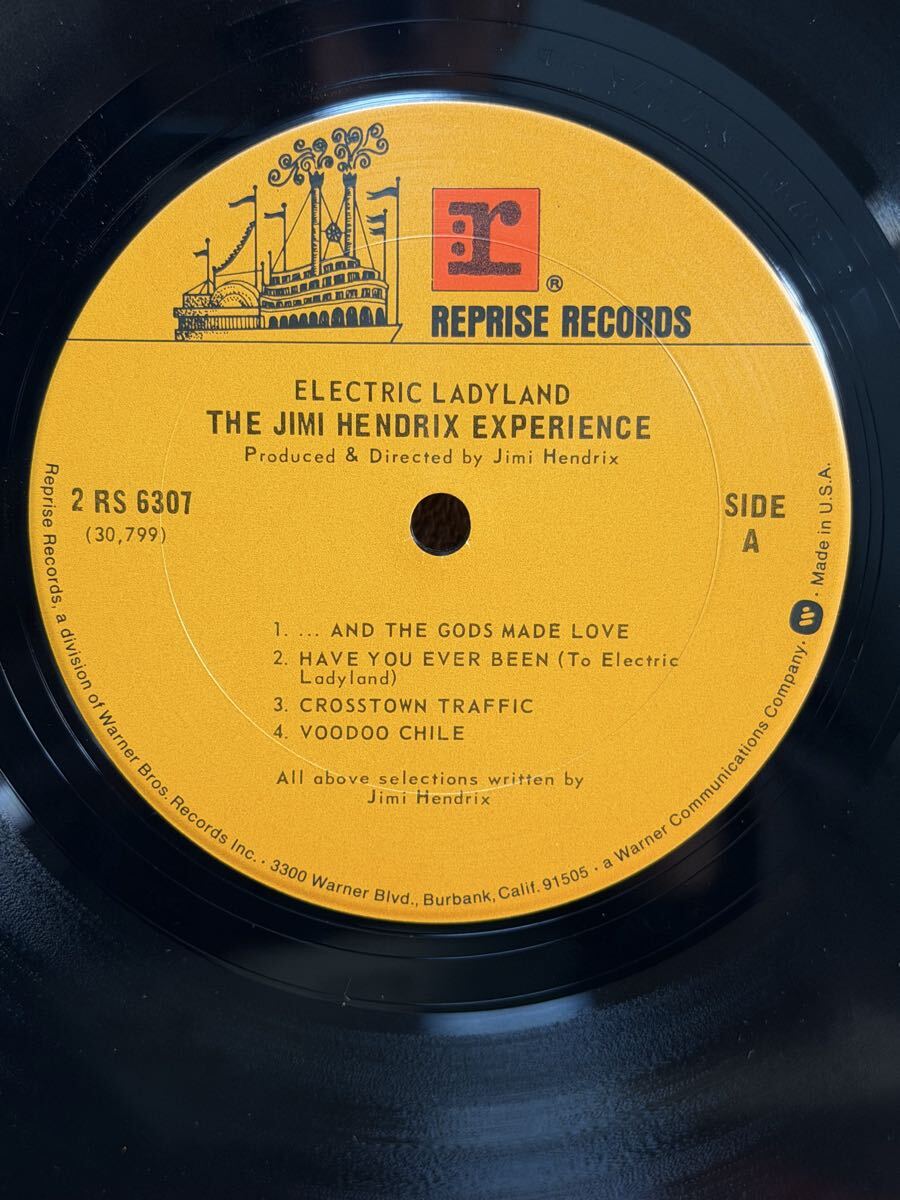 r
®
REPRISE RECORDS
ELECTRIC LADYLAND
THE JIMI HENDRIX EXPERIENCE
Produced & Directed by Jimi Hendrix
2 RS 6307
(30,799)
SIDE
A
1. ... AND THE GODS MADE LOVE
2. HAVE YOU EVER BEEN (To Electric
Ladyland)
3. CROSSTOWN TRAFFIC
4. VOODOO CHILE
All above selections written by
Jimi Hendrix
Reprise Records, a division of Warner Bros. Records Inc. · 3300 Warner Blvd., Burbank, Calif. 91505 · a Warner Communications Company · Made in U.S.A.